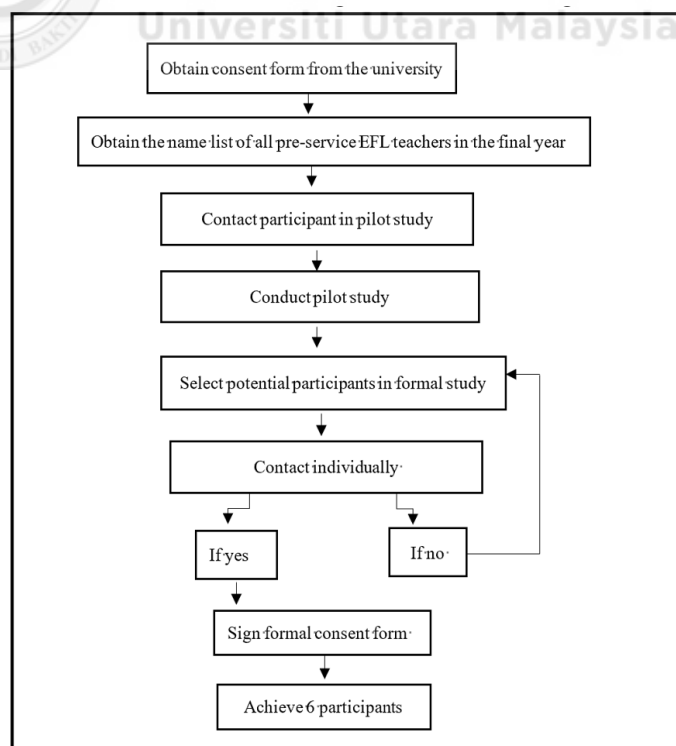 Universiti Utara Malaysia
Obtain consent form from the university
Obtain the name list of all pre-service EFL teachers in the final year
Contact participant in pilot study
Conduct pilot study
Select potential participants in formal study
Contact individually
If yes
If no
Sign formal consent form
Achieve 6 participants